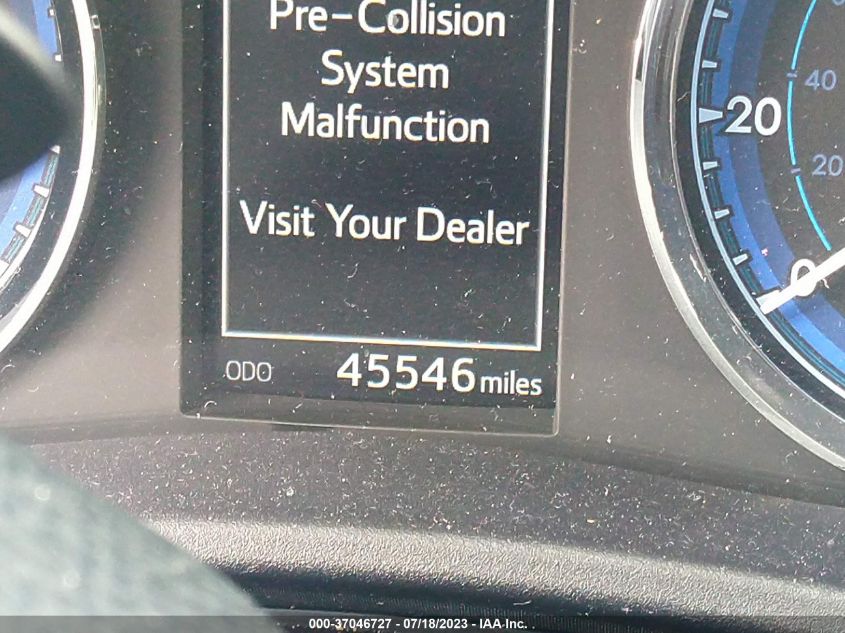 Pre-Collision
System
Malfunction
Visit Your Dealer
ODO 45546 miles
20
0
40
20
000-37046727 - 07/18/2023 - IAA-Inc.